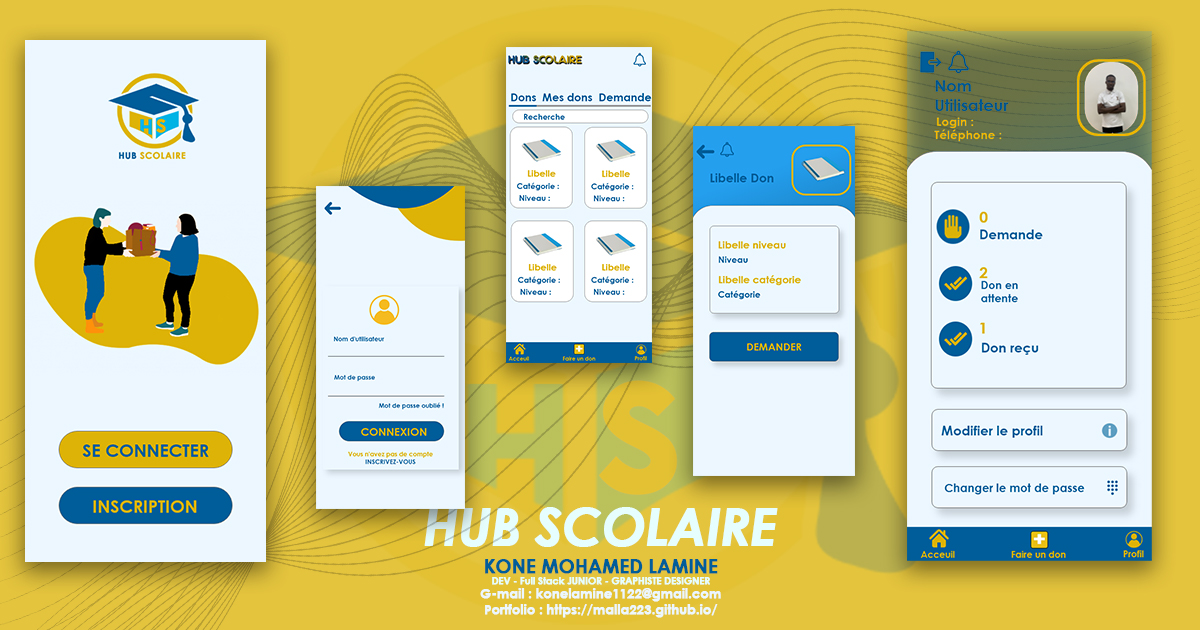 HS
HUB SCOLAIRE
SE CONNECTER
INSCRIPTION
Nom d'utilisateur
Mot de passe
Mot de passe oublié !
CONNEXION
Vous n'avez pas de compte
INSCRIVEZ-VOUS
HUB SCOLAIRE
Dons Mes dons Demande
Recherche
Libelle
Catégorie :
Niveau :
Libelle
Catégorie :
Niveau :
Libelle
Catégorie :
Niveau :
Libelle
Catégorie :
Niveau :
Acceuil Faire un don Profil
Libelle Don
Libelle niveau
Niveau
Libelle catégorie
Catégorie
DEMANDER
Nom
Utilisateur
Login :
Téléphone :
0
Demande
2
Don en
attente
1
Don reçu
Modifier le profil
Changer le mot de passe
Acceuil Faire un don Profil
HS
HUB SCOLAIRE
KONE MOHAMED LAMINE
DEV - Full Stack JUNIOR - GRAPHISTE DESIGNER
G-mail : konelamine1122@gmail.com
Portfolio : https://malla223.github.io/